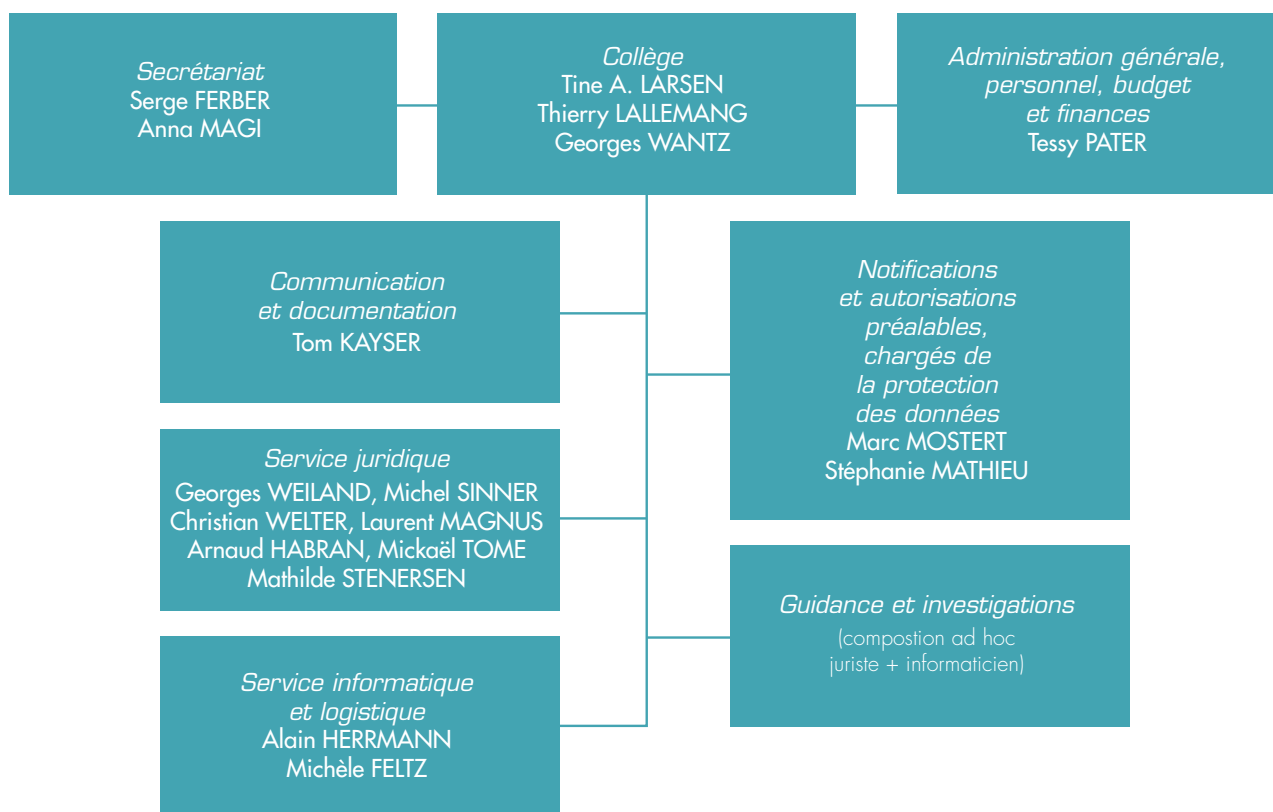 Secrétariat
Serge FERBER
Anna MAGI
Collège
Tine A. LARSEN
Thierry LALLEMANG
Georges WANTZ
Administration générale,
personnel, budget
et finances
Tessy PATER
Communication
et documentation
Tom KAYSER
Notifications
et autorisations
préalables,
chargés de
la protection
des données
Marc MOSTERT
Stéphanie MATHIEU
Service juridique
Georges WEILAND, Michel SINNER
Christian WELTER, Laurent MAGNUS
Arnaud HABRAN, Mickaël TOME
Mathilde STENERSEN
Guidance et investigations
(compostion ad hoc
juriste + informaticien)
Service informatique
et logistique
Alain HERRMANN
Michèle FELTZ